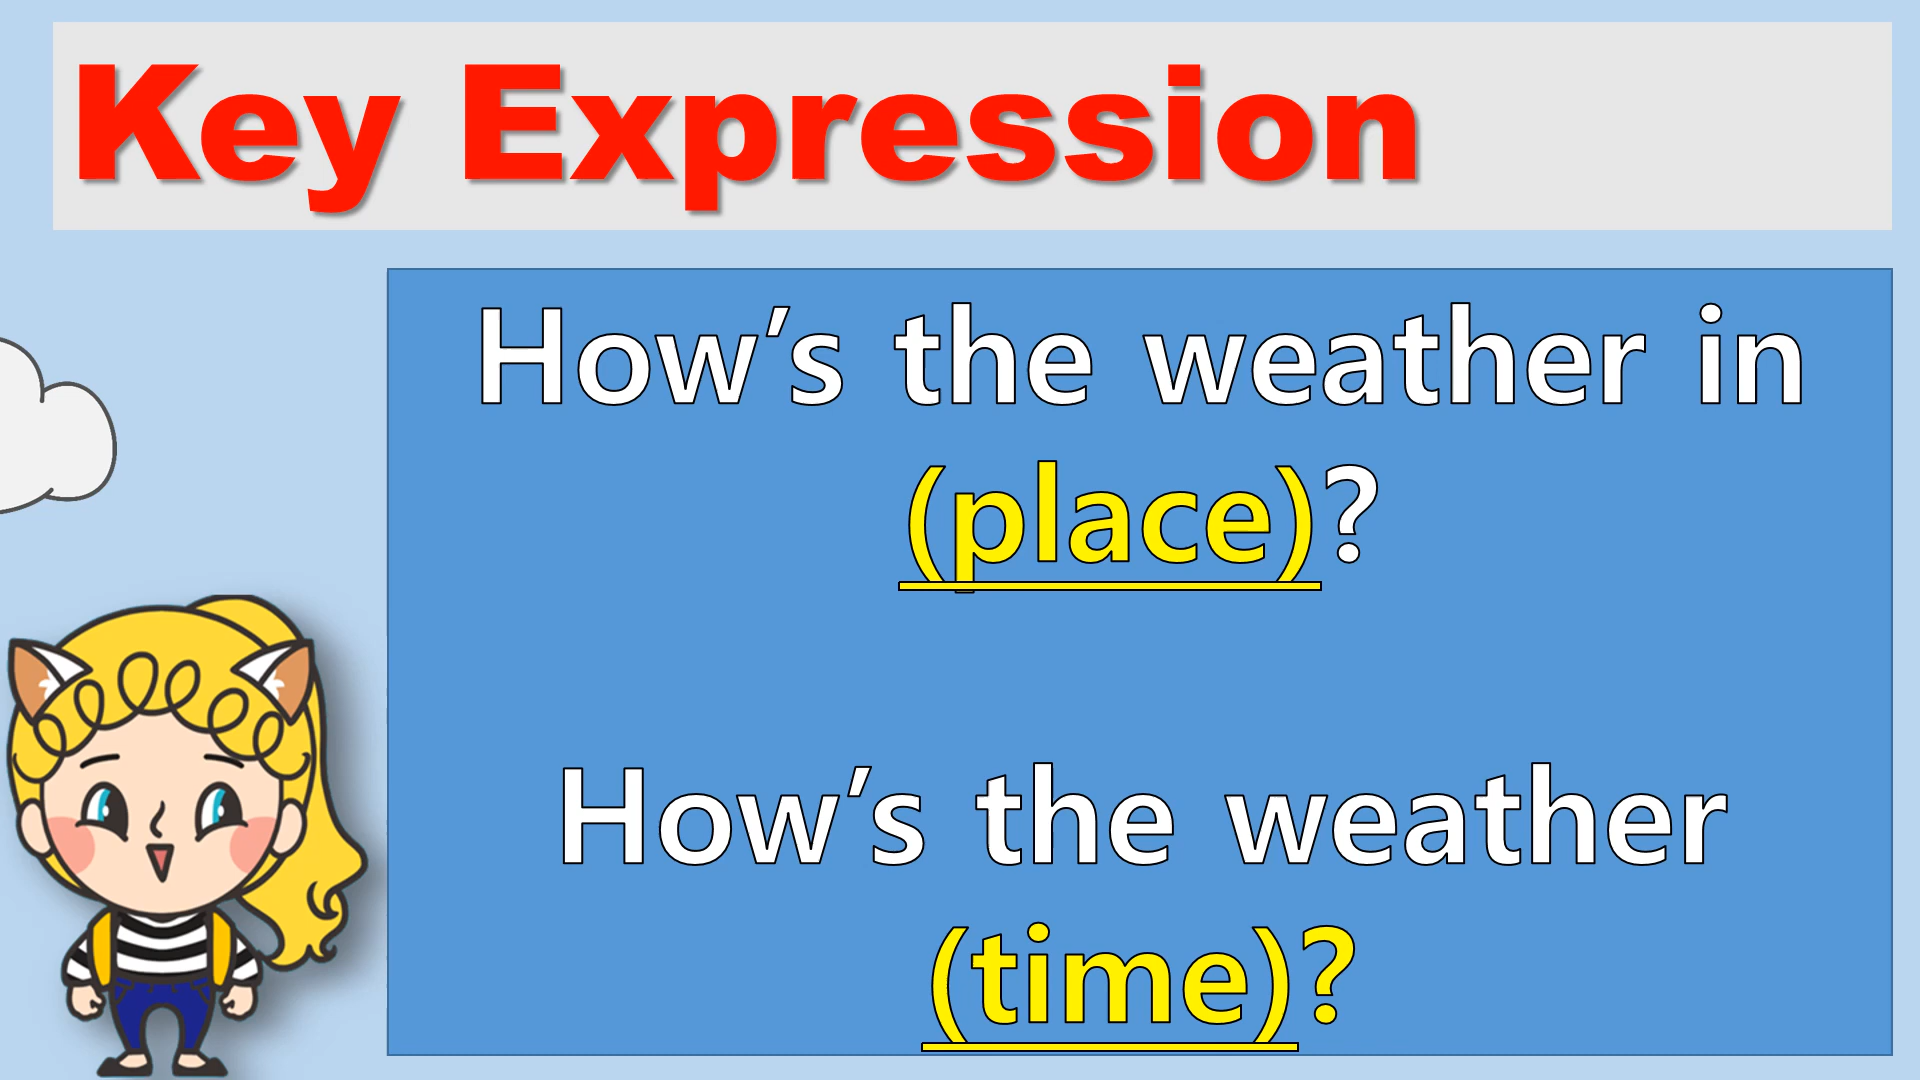 Key Expression
How’s the weather in
(place)?
How’s the weather
(time)?